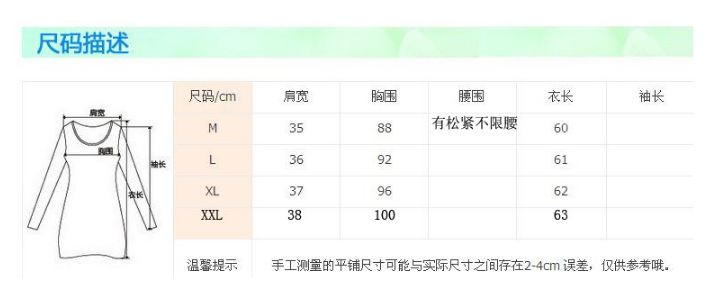 尺码描述
尺码/cm 肩宽 胸围 腰围 衣长 袖长
M 35 88 有松紧不限腰 60
L 36 92 61
XL 37 96 62
XXL 38 100 63
温馨提示 手工测量的平铺尺寸可能与实际尺寸之间存在2-4cm 误差，仅供参考哦。
肩宽
胸围
袖长
衣长